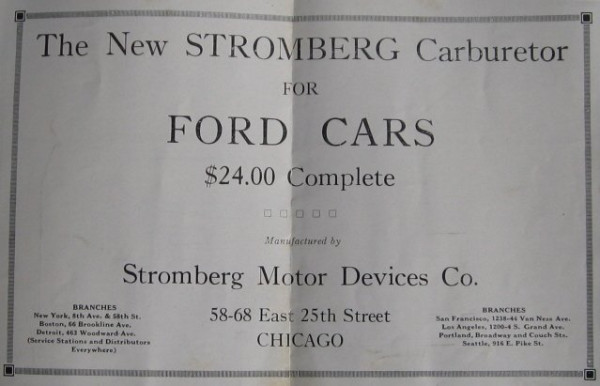 The New STROMBERG Carburetor
FOR
FORD CARS
$24.00 Complete
Manufactured by
Stromberg Motor Devices Co.
58-68 East 25th Street
CHICAGO
BRANCHES
New York, 8th Ave. & 58th St.
Boston, 66 Brookline Ave.
Detroit, 463 Woodward Ave.
(Service Stations and Distributors
Everywhere)
BRANCHES
San Francisco, 1238-44 Van Ness Ave.
Los Angeles, 1200-4 S. Grand Ave.
Portland, Broadway and Couch Sts.
Seattle, 916 E. Pike St.